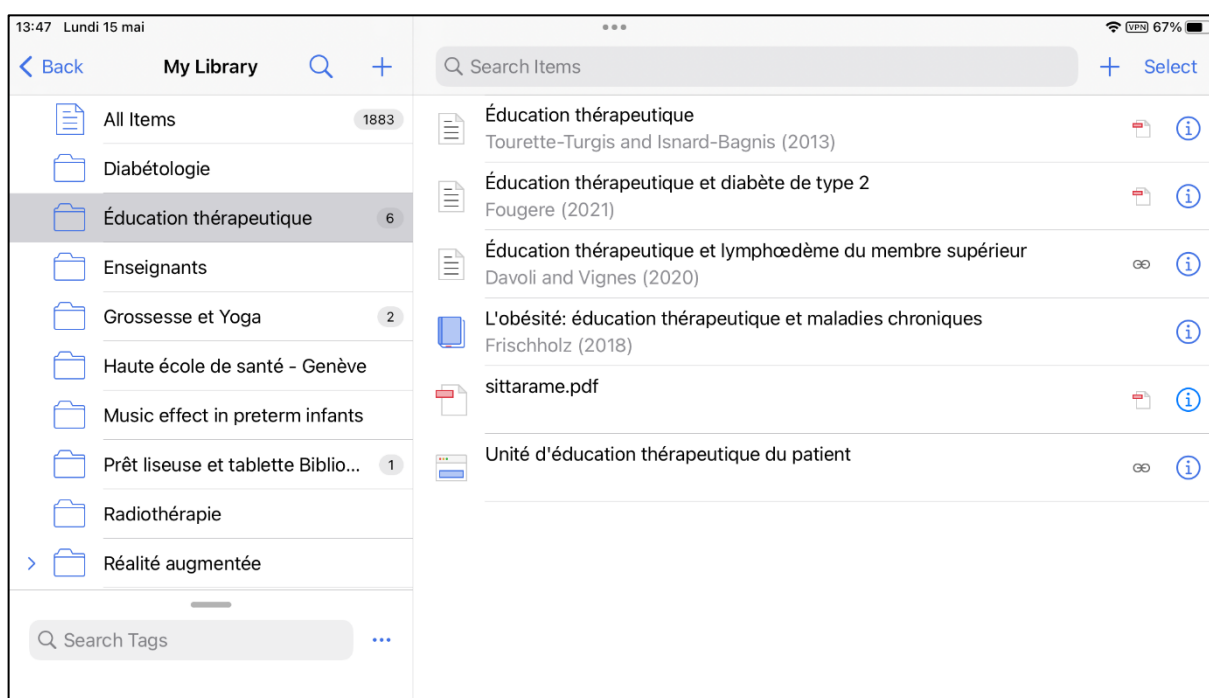 13:47 Lundi 15 mai
VPN 67%
Back
My Library
All Items 1883
Diabétologie
Éducation thérapeutique 6
Enseignants
Grossesse et Yoga 2
Haute école de santé - Genève
Music effect in preterm infants
Prêt liseuse et tablette Biblio... 1
Radiothérapie
Réalité augmentée
Search Tags
Search Items
Select
Éducation thérapeutique
Tourette-Turgis and Isnard-Bagnis (2013)
Éducation thérapeutique et diabète de type 2
Fougere (2021)
Éducation thérapeutique et lymphœdème du membre supérieur
Davoli and Vignes (2020)
L'obésité: éducation thérapeutique et maladies chroniques
Frischholz (2018)
sittarame.pdf
Unité d'éducation thérapeutique du patient